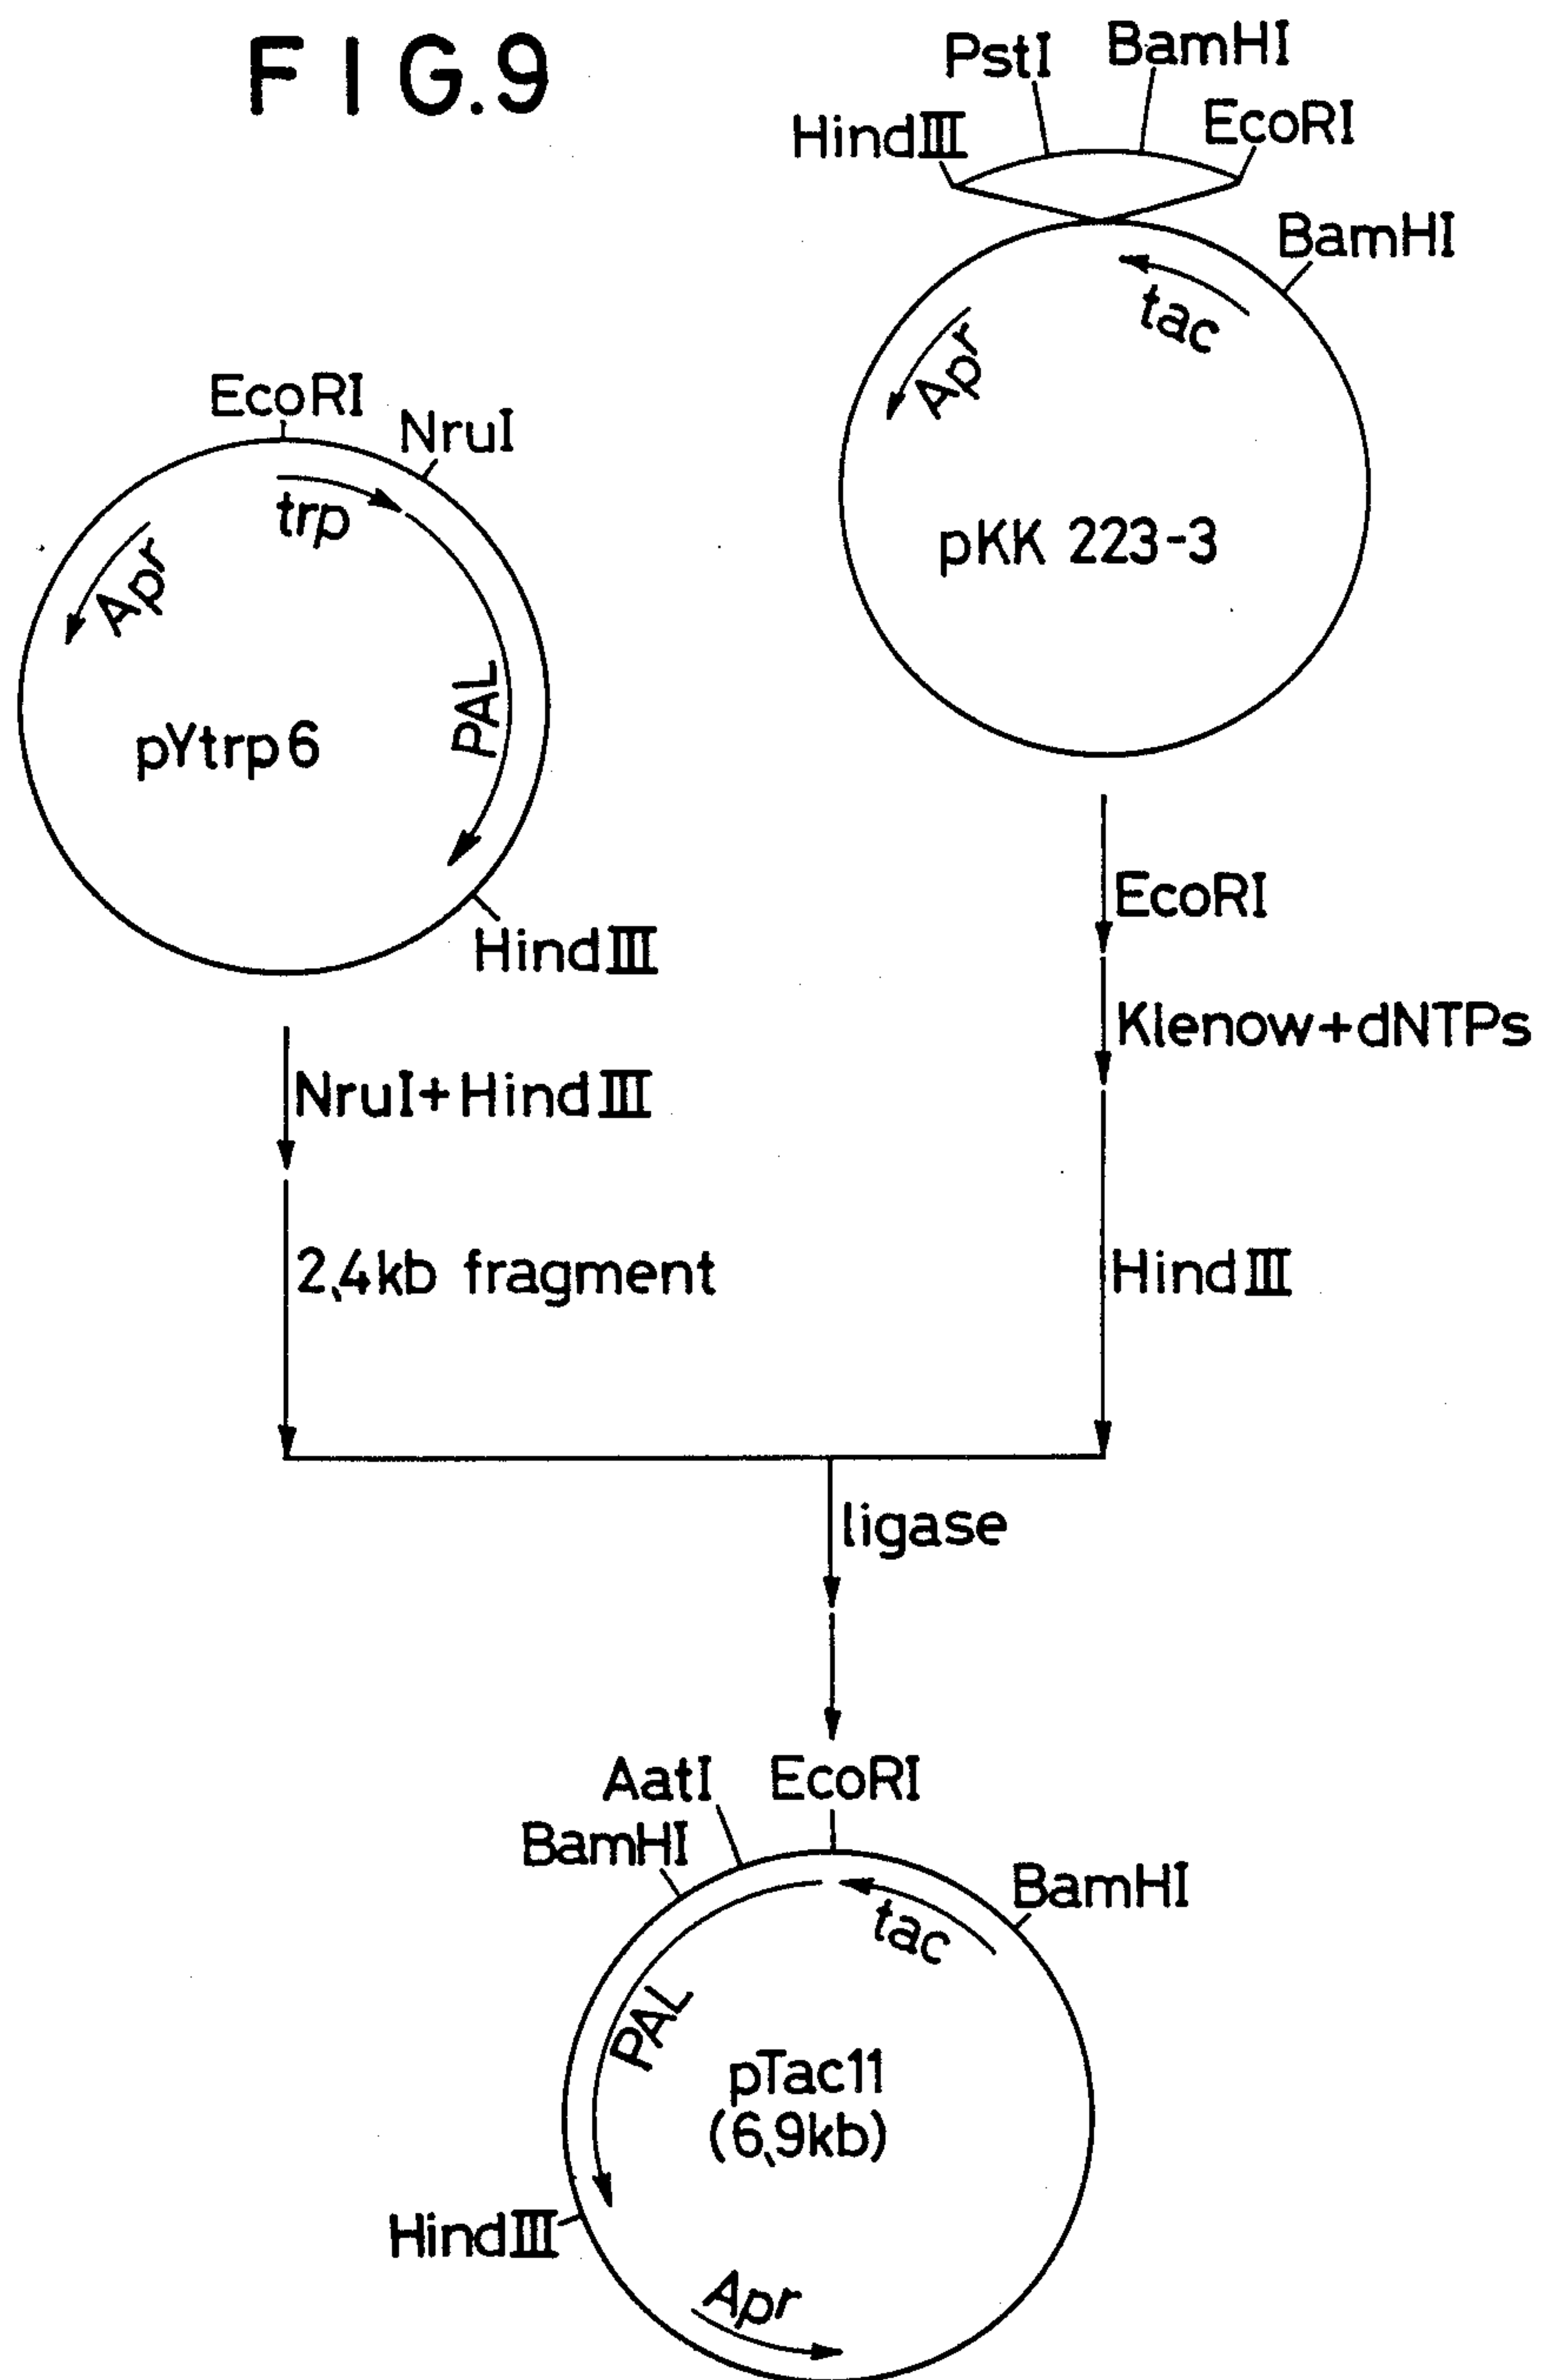 FIG.9
PstI
BamHI
HindIII
EcoRI
BamHI
tac
Apr
pKK 223-3
EcoRI
NruI
trp
Apr
PAL
pYtrp6
HindIII
EcoRI
Klenow+dNTPs
NruI+HindIII
2.4kb fragment
HindIII
ligase
AatI
EcoRI
BamHI
BamHI
tac
PAL
pTac11
(6.9kb)
HindIII
Apr